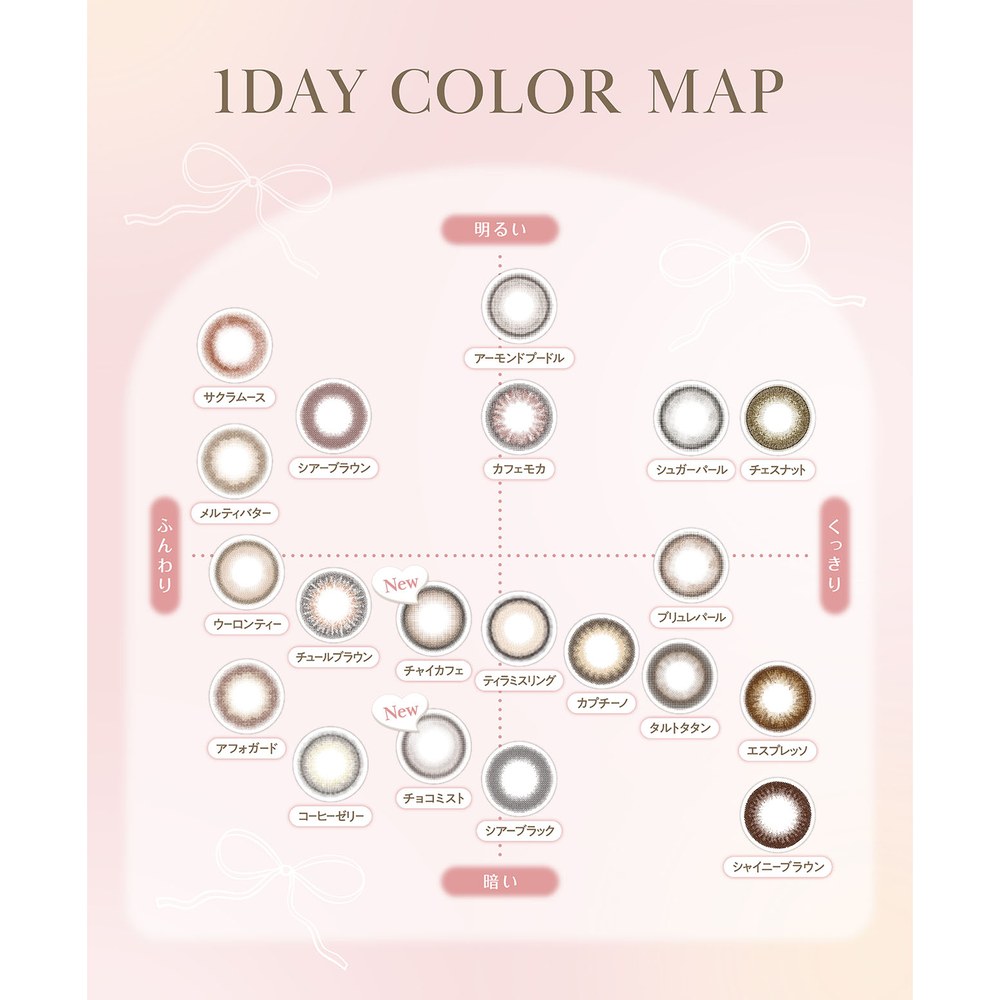 1DAY COLOR MAP
明るい
アーモンドプードル
サクラムース
シアーブラウン
カフェモカ
シュガーパール
チェスナット
メルティバター
ふんわり
くっきり
ウーロンティー
チュールブラウン
New
チャイカフェ
ティラミスリング
カプチーノ
ブリュレパール
タルトタタン
アフォガード
コーヒーゼリー
New
チョコミスト
シアーブラック
エスプレッソ
シャイニーブラウン
暗い